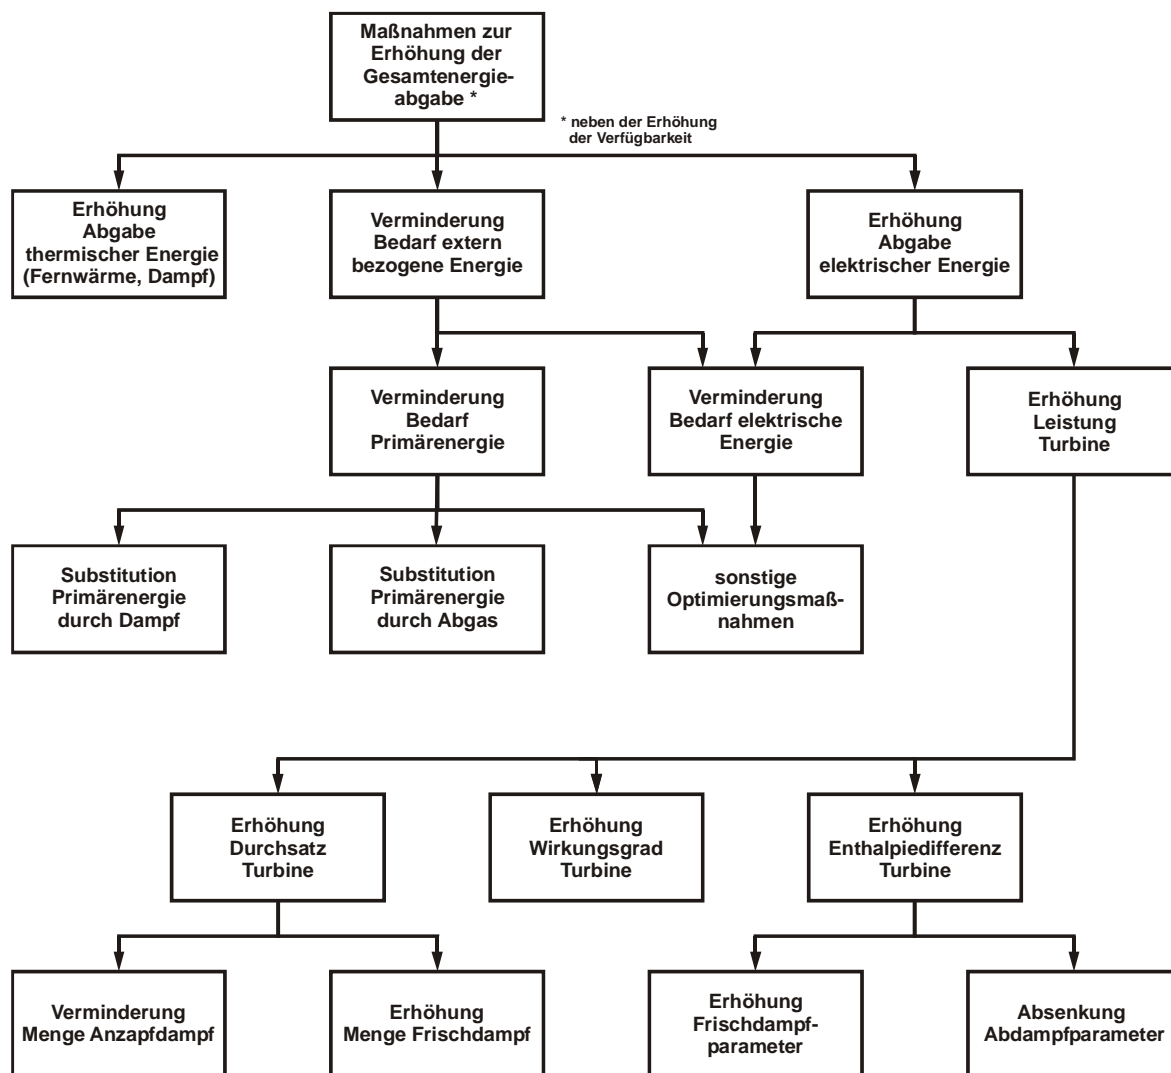 Maßnahmen zur
Erhöhung der
Gesamtenergie-
abgabe *
* neben der Erhöhung
der Verfügbarkeit
Erhöhung
Abgabe
thermischer Energie
(Fernwärme, Dampf)
Verminderung
Bedarf extern
bezogene Energie
Erhöhung
Abgabe
elektrischer Energie
Verminderung
Bedarf
Primärenergie
Verminderung
Bedarf elektrische
Energie
Erhöhung
Leistung
Turbine
Substitution
Primärenergie
durch Dampf
Substitution
Primärenergie
durch Abgas
sonstige
Optimierungsmaß-
nahmen
Erhöhung
Durchsatz
Turbine
Erhöhung
Wirkungsgrad
Turbine
Erhöhung
Enthalpiedifferenz
Turbine
Verminderung
Menge Anzapfdampf
Erhöhung
Menge Frischdampf
Erhöhung
Frischdampf-
parameter
Absenkung
Abdampfparameter